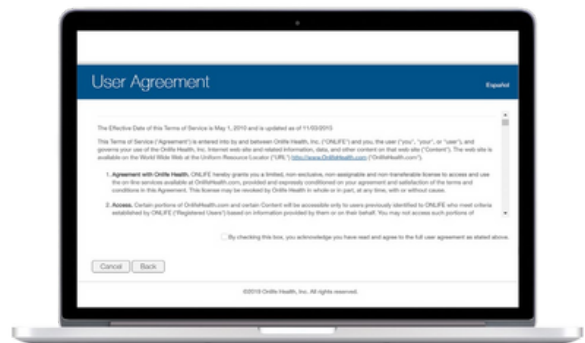 User Agreement
Español
The Effective Date of this Terms of Service is May 1, 2010 and is updated as of 11/03/2015
This Terms of Service ("Agreement") is entered into by and between Onlife Health, Inc. ("ONLIFE") and you, the user ("you", "your", or "user"), and
governs your use of the Onlife Health, Inc. Internet web site and related information, data, and other content on that web site ("Content"). The web site is
available on the World Wide Web at the Uniform Resource Locator ("URL") http://www.OnlifeHealth.com ("OnlifeHealth.com").
1. Agreement with Onlife Health. ONLIFE hereby grants you a limited, non-exclusive, non-assignable and non-transferable license to access and use
the on-line services available at OnlifeHealth.com, provided and expressly conditioned on your agreement and satisfaction of the terms and
conditions in this Agreement. This license may be revoked by Onlife Health in whole or in part, at any time, with or without cause.
2. Access. Certain portions of OnlifeHealth.com and certain Content will be accessible only to users previously identified to ONLIFE who meet criteria
established by ONLIFE ("Registered Users") based on information provided by them or on their behalf. You may not access such portions of
By checking this box, you acknowledge you have read and agree to the full user agreement as stated above.
Cancel Back
©2019 Onlife Health, Inc. All rights reserved.